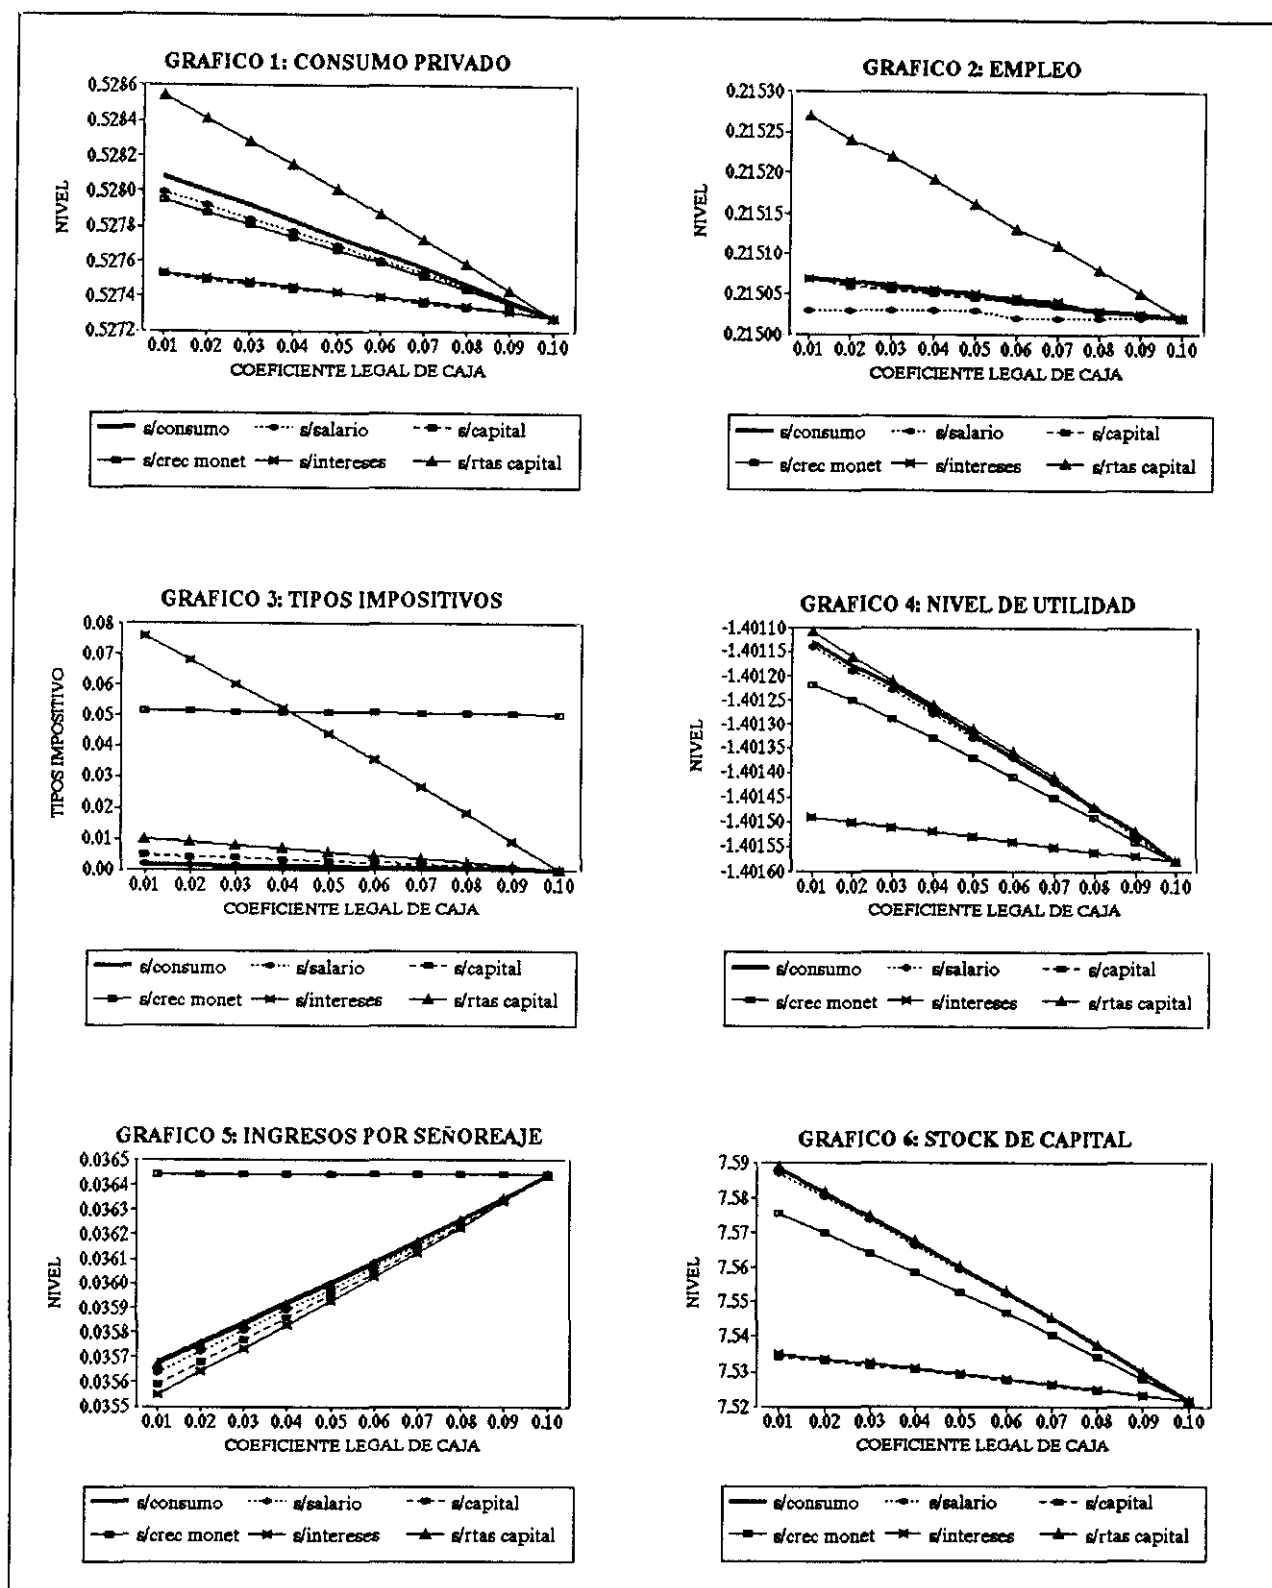 GRAFICO 1: CONSUMO PRIVADO
0.5286
0.5284
0.5282
0.5280
0.5278
0.5276
0.5274
0.5272
NIVEL
0.01 0.02 0.03 0.04 0.05 0.06 0.07 0.08 0.09 0.10
COEFICIENTE LEGAL DE CAJA
s/consumo s/salario s/capital
s/crec monet s/intereses s/rtas capital
GRAFICO 2: EMPLEO
0.21530
0.21525
0.21520
0.21515
0.21510
0.21505
0.21500
NIVEL
0.01 0.02 0.03 0.04 0.05 0.06 0.07 0.08 0.09 0.10
COEFICIENTE LEGAL DE CAJA
s/consumo s/salario s/capital
s/crec monet s/intereses s/rtas capital
GRAFICO 3: TIPOS IMPOSITIVOS
0.08
0.07
0.06
0.05
0.04
0.03
0.02
0.01
0.00
TIPOS IMPOSITIVO
0.01 0.02 0.03 0.04 0.05 0.06 0.07 0.08 0.09 0.10
COEFICIENTE LEGAL DE CAJA
s/consumo s/salario s/capital
s/crec monet s/intereses s/rtas capital
GRAFICO 4: NIVEL DE UTILIDAD
-1.40110
-1.40115
-1.40120
-1.40125
-1.40130
-1.40135
-1.40140
-1.40145
-1.40150
-1.40155
-1.40160
NIVEL
0.01 0.02 0.03 0.04 0.05 0.06 0.07 0.08 0.09 0.10
COEFICIENTE LEGAL DE CAJA
s/consumo s/salario s/capital
s/crec monet s/intereses s/rtas capital
GRAFICO 5: INGRESOS POR SEÑOREAJE
0.0365
0.0364
0.0363
0.0362
0.0361
0.0360
0.0359
0.0358
0.0357
0.0356
0.0355
NIVEL
0.01 0.02 0.03 0.04 0.05 0.06 0.07 0.08 0.09 0.10
COEFICIENTE LEGAL DE CAJA
s/consumo s/salario s/capital
s/crec monet s/intereses s/rtas capital
GRAFICO 6: STOCK DE CAPITAL
7.59
7.58
7.57
7.56
7.55
7.54
7.53
7.52
NIVEL
0.01 0.02 0.03 0.04 0.05 0.06 0.07 0.08 0.09 0.10
COEFICIENTE LEGAL DE CAJA
s/consumo s/salario s/capital
s/crec monet s/intereses s/rtas capital